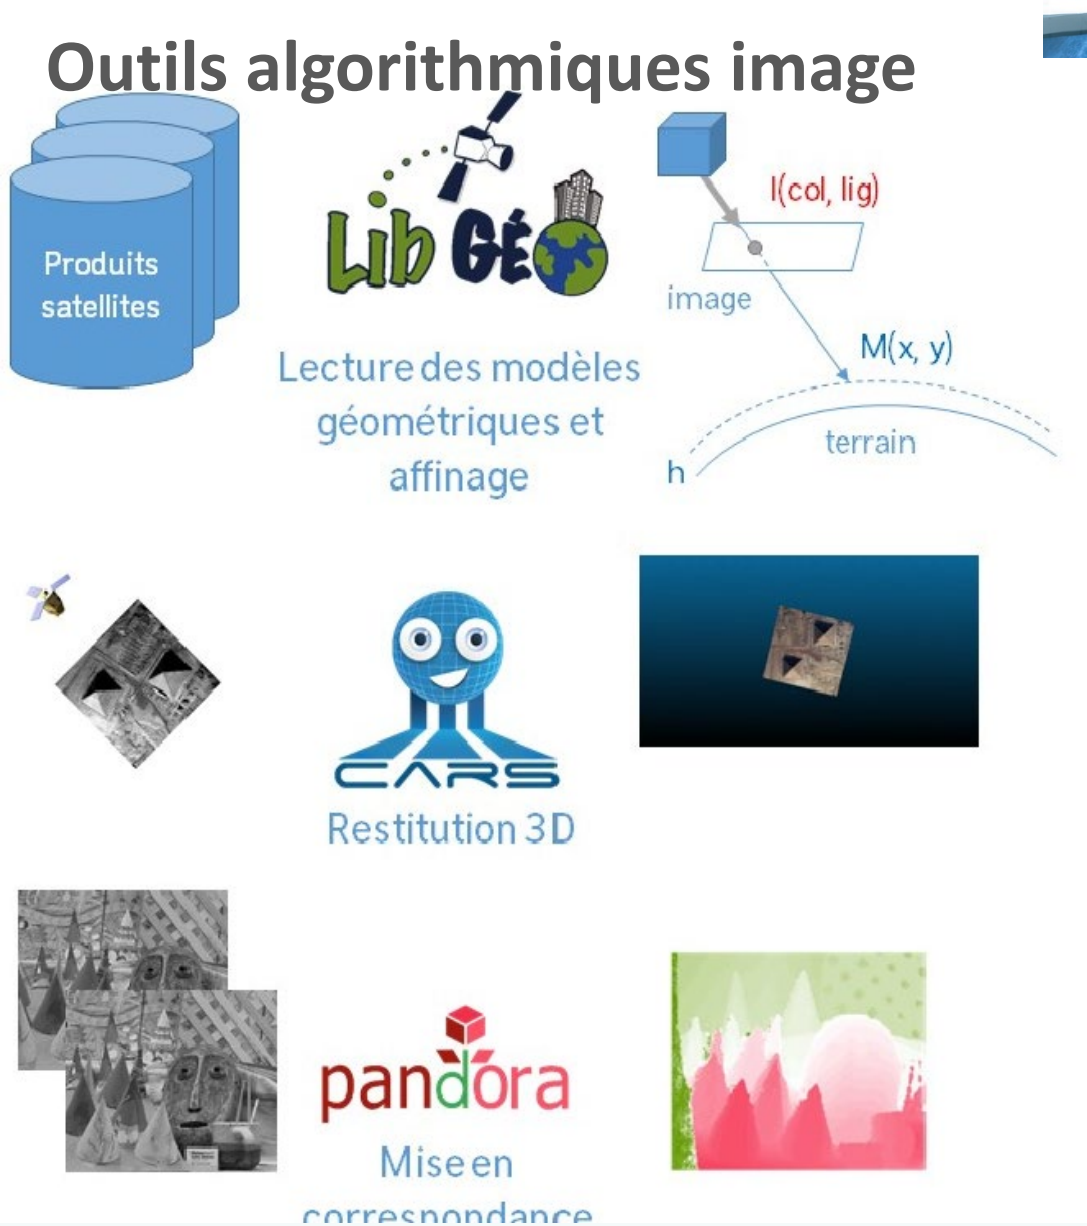 Outils algorithmiques image
Produits
satellites
Lib GÉO
Lecture des modèles
géométriques et
affinage
I(col, lig)
image
M(x, y)
terrain
h
CARS
Restitution 3D
pandora
Mise en
correspondance